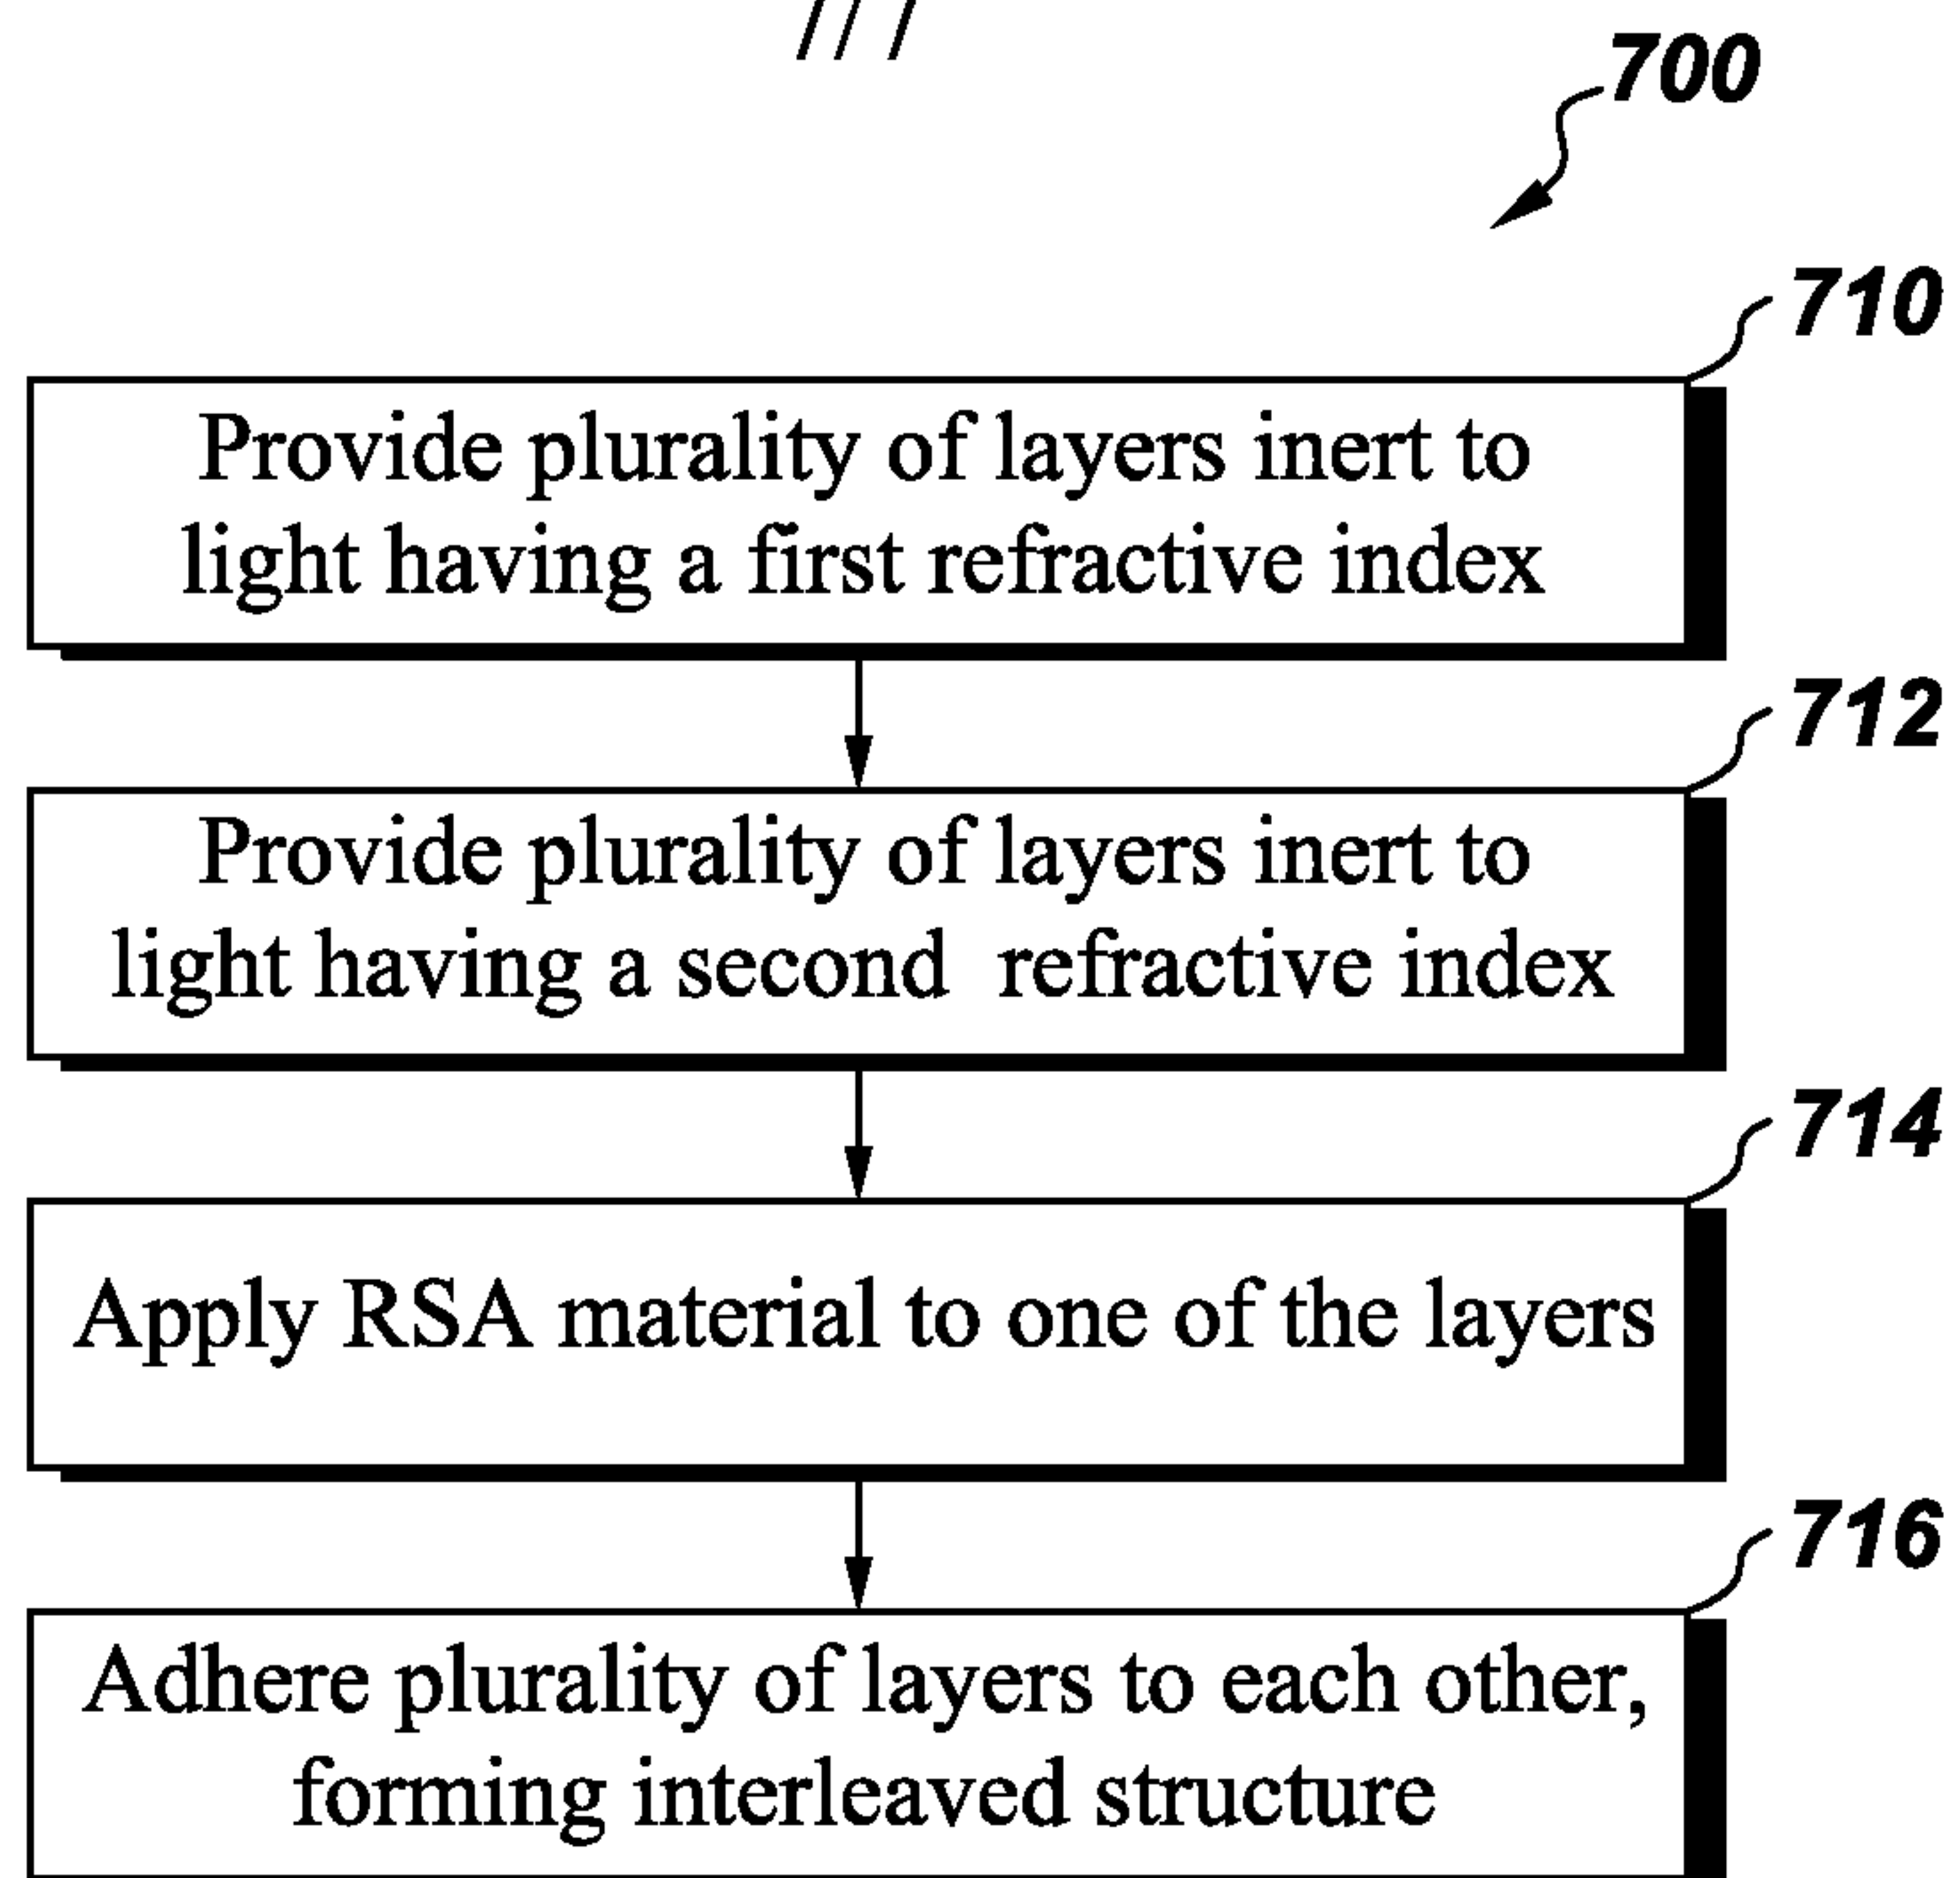 700
710
Provide plurality of layers inert to
light having a first refractive index
712
Provide plurality of layers inert to
light having a second refractive index
714
Apply RSA material to one of the layers
716
Adhere plurality of layers to each other,
forming interleaved structure